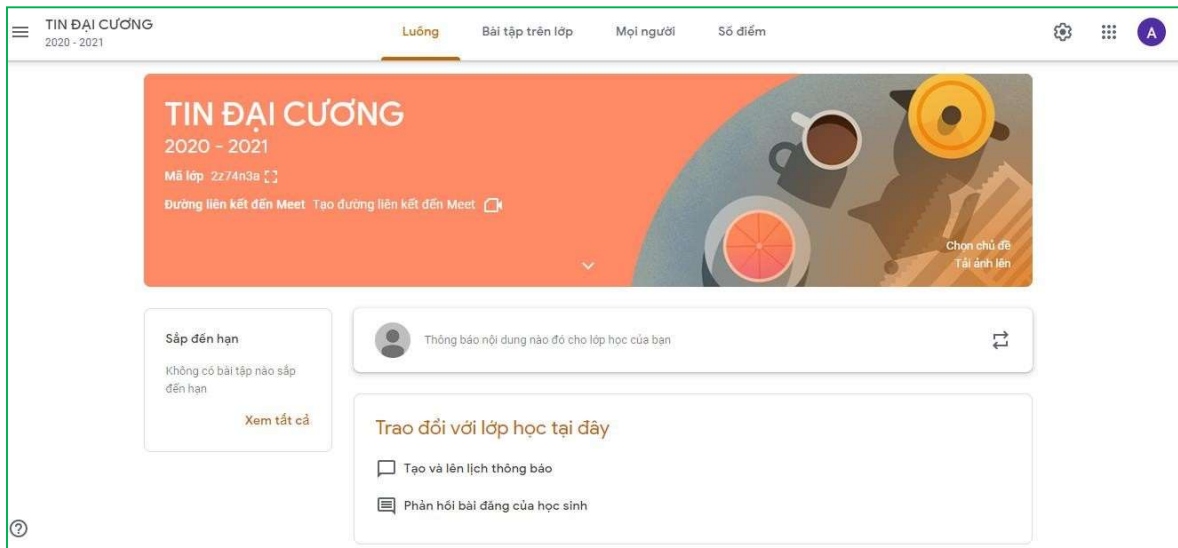 TIN ĐẠI CƯƠNG
2020 - 2021
Luồng
Bài tập trên lớp
Mọi người
Số điểm
A
TIN ĐẠI CƯƠNG
2020 - 2021
Mã lớp 2z74n3a
Đường liên kết đến Meet Tạo đường liên kết đến Meet
Chọn chủ đề
Tải ảnh lên
Sắp đến hạn
Không có bài tập nào sắp
đến hạn
Xem tất cả
Thông báo nội dung nào đó cho lớp học của bạn
Trao đổi với lớp học tại đây
Tạo và lên lịch thông báo
Phản hồi bài đăng của học sinh